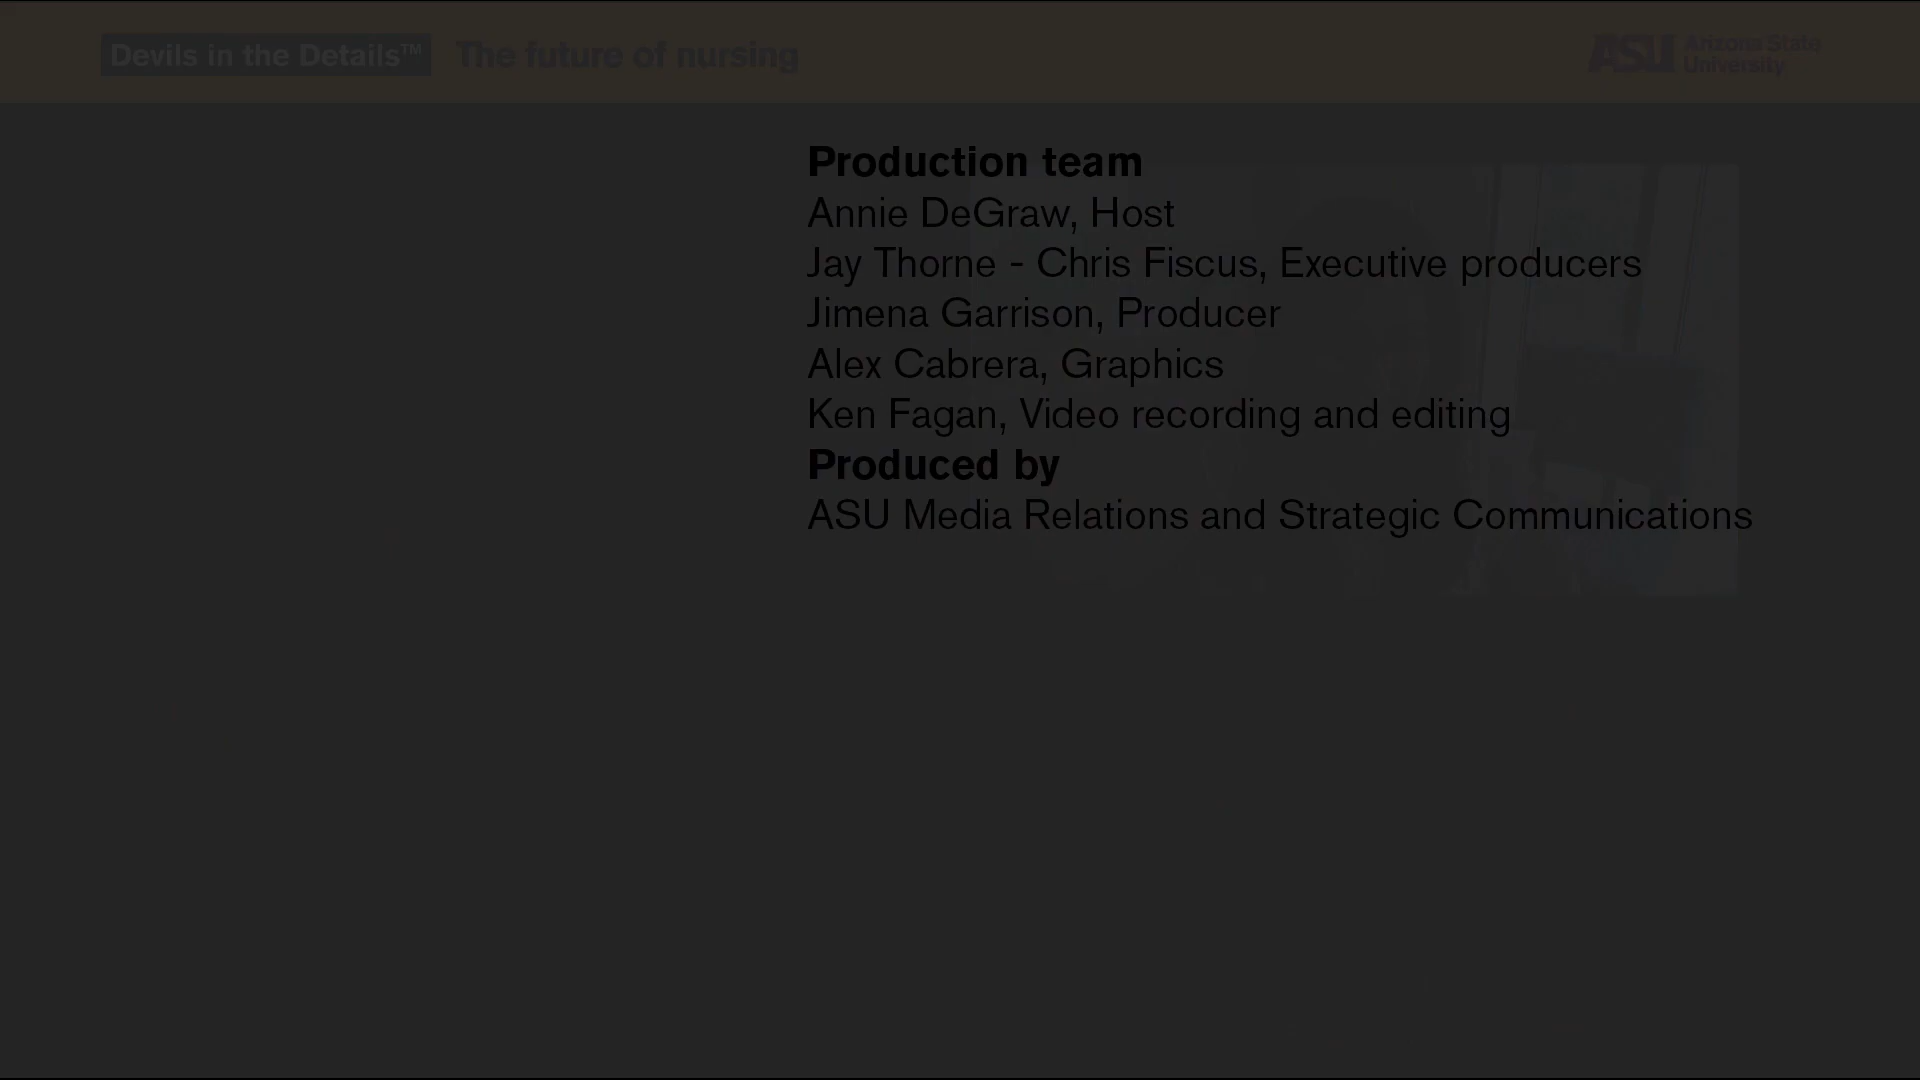 Devils in the Details™ The future of nursing
ASU Arizona State
University
Production team
Annie DeGraw, Host
Jay Thorne - Chris Fiscus, Executive producers
Jimena Garrison, Producer
Alex Cabrera, Graphics
Ken Fagan, Video recording and editing
Produced by
ASU Media Relations and Strategic Communications